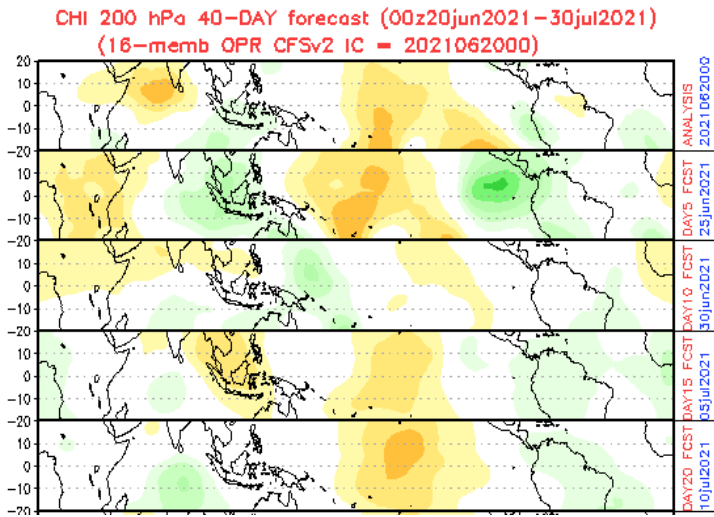 CHI 200 hPa 40-DAY forecast (00z20jun2021-30jul2021)
(16-memb OPR CFSv2 IC = 2021062000)
20
10
0
-10
-20
ANALYSIS
2021062000
10
0
-10
-20
DAY5 FCST
25jun2021
10
0
-10
-20
DAY10 FCST
30jun2021
10
0
-10
-20
DAY15 FCST
05jul2021
10
0
-10
-20
DAY20 FCST
10jul2021